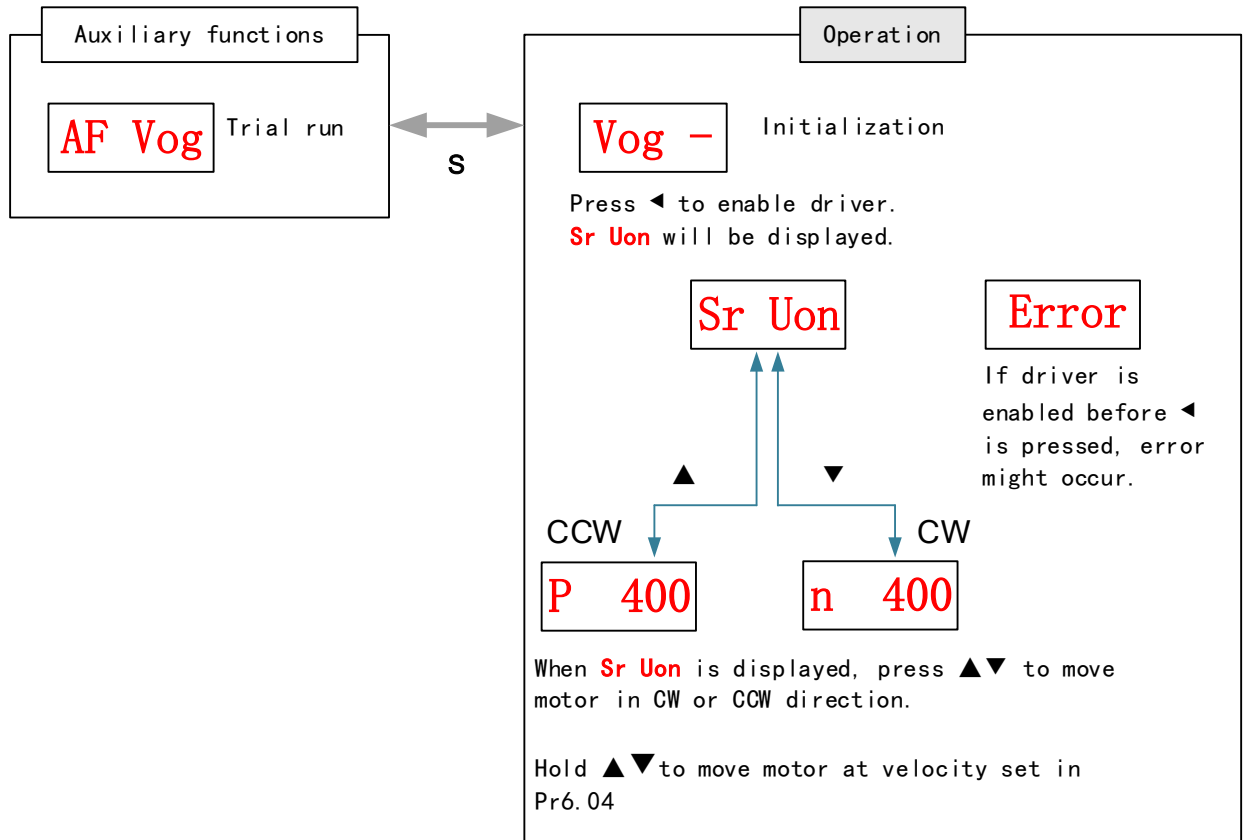 Auxiliary functions
AF Vog
Trial run
S
Operation
Vog -
Initialization
Press ◄ to enable driver.
Sr Uon will be displayed.
Sr Uon
Error
If driver is
enabled before ◄
is pressed, error
might occur.
▲
▼
CCW
CW
P 400
n 400
When Sr Uon is displayed, press ▲▼ to move
motor in CW or CCW direction.
Hold ▲▼to move motor at velocity set in
Pr6.04